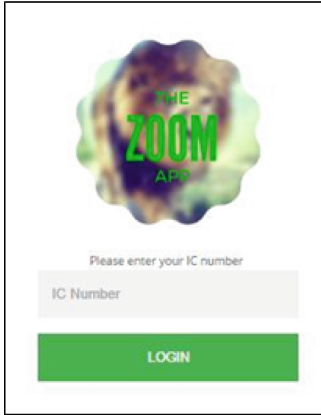 THE
ZOOM
APP
Please enter your IC number
IC Number
LOGIN